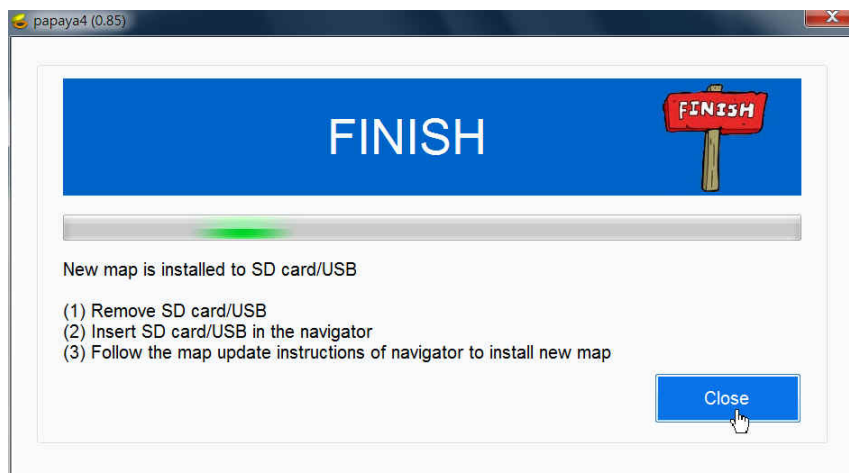 papaya4 (0.85)
FINISH
FINISH
New map is installed to SD card/USB
(1) Remove SD card/USB
(2) Insert SD card/USB in the navigator
(3) Follow the map update instructions of navigator to install new map
Close